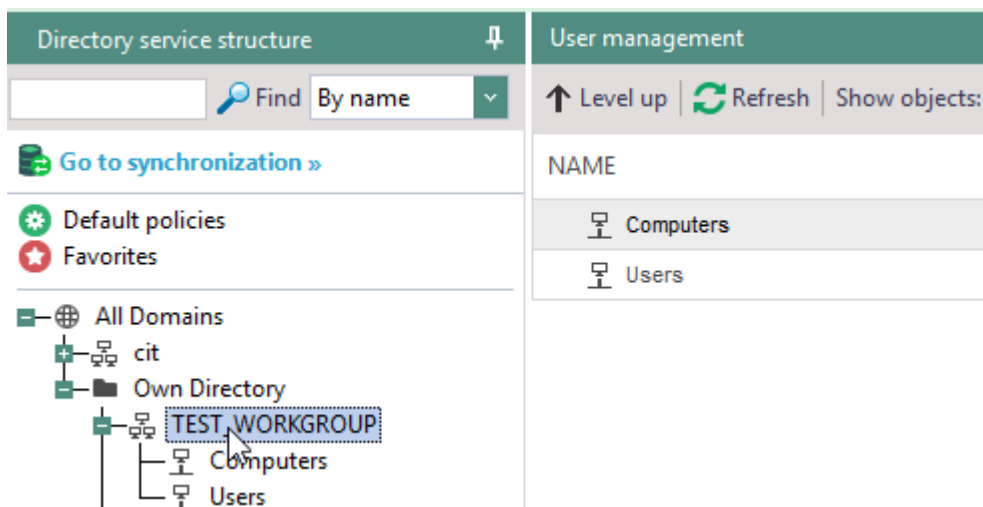 Directory service structure
Find By name
Go to synchronization »
Default policies
Favorites
All Domains
cit
Own Directory
TEST_WORKGROUP
Computers
Users
User management
Level up Refresh Show objects:
NAME
Computers
Users